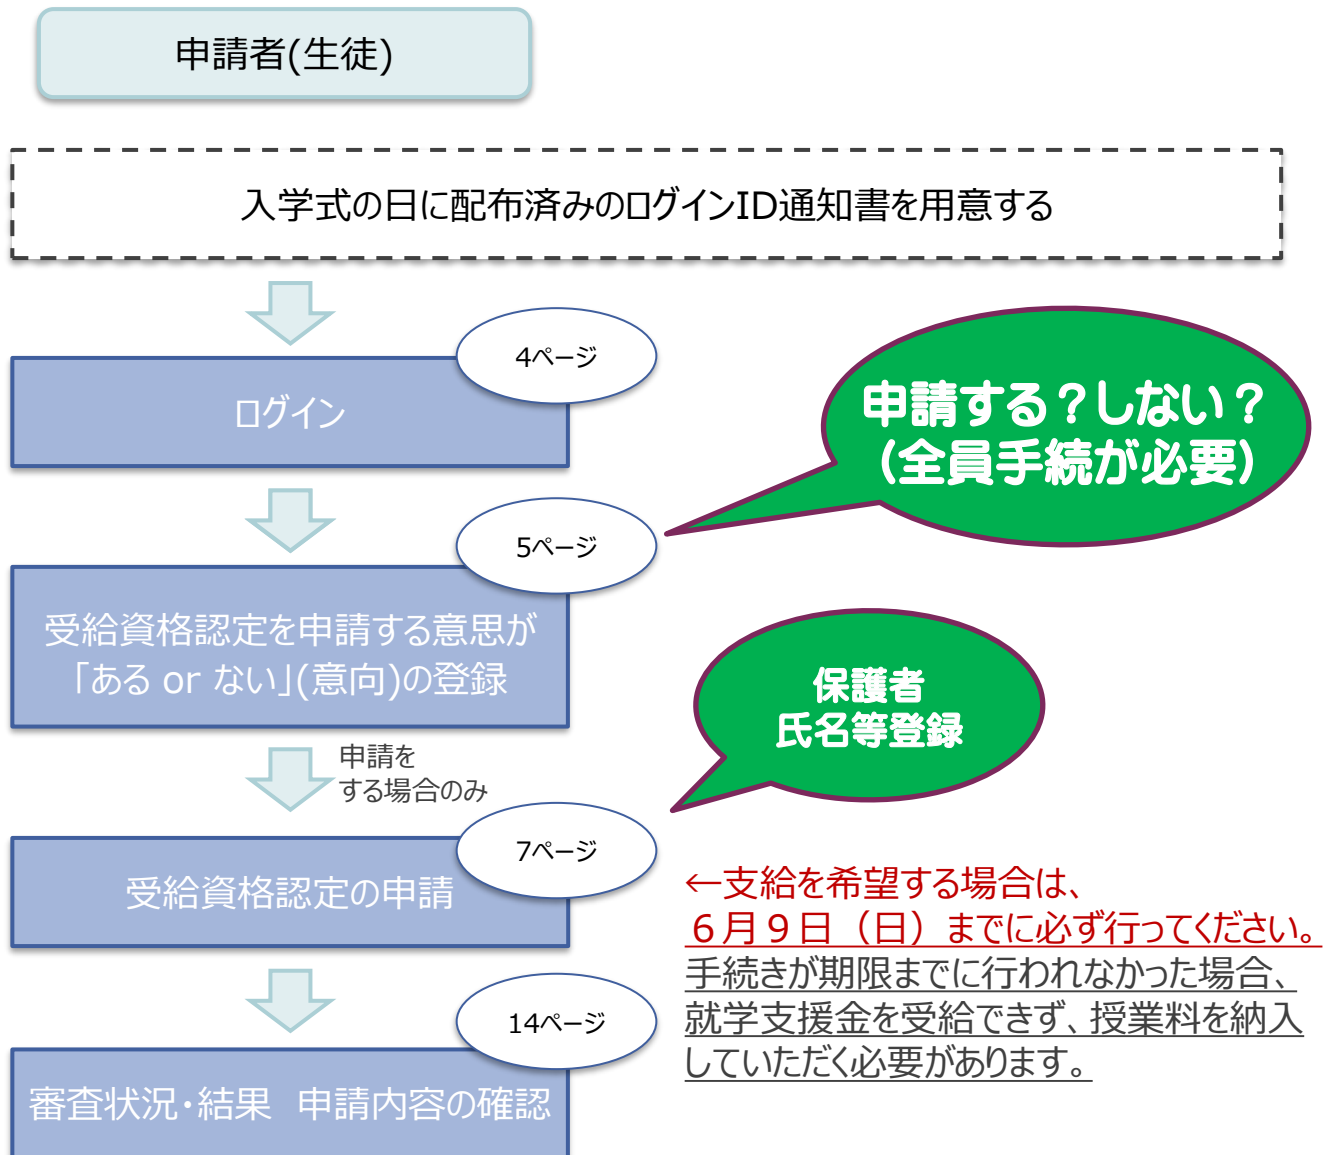 申請者(生徒)
入学式の日に配布済みのログインID通知書を用意する
4ページ
ログイン
申請する？しない？
(全員手続が必要)
5ページ
受給資格認定を申請する意思が
「ある or ない」(意向)の登録
保護者
氏名等登録
申請を
する場合のみ
7ページ
受給資格認定の申請
←支給を希望する場合は、
６月９日（日）までに必ず行ってください。
手続きが期限までに行われなかった場合、
就学支援金を受給できず、授業料を納入
していただく必要があります。
14ページ
審査状況・結果　申請内容の確認